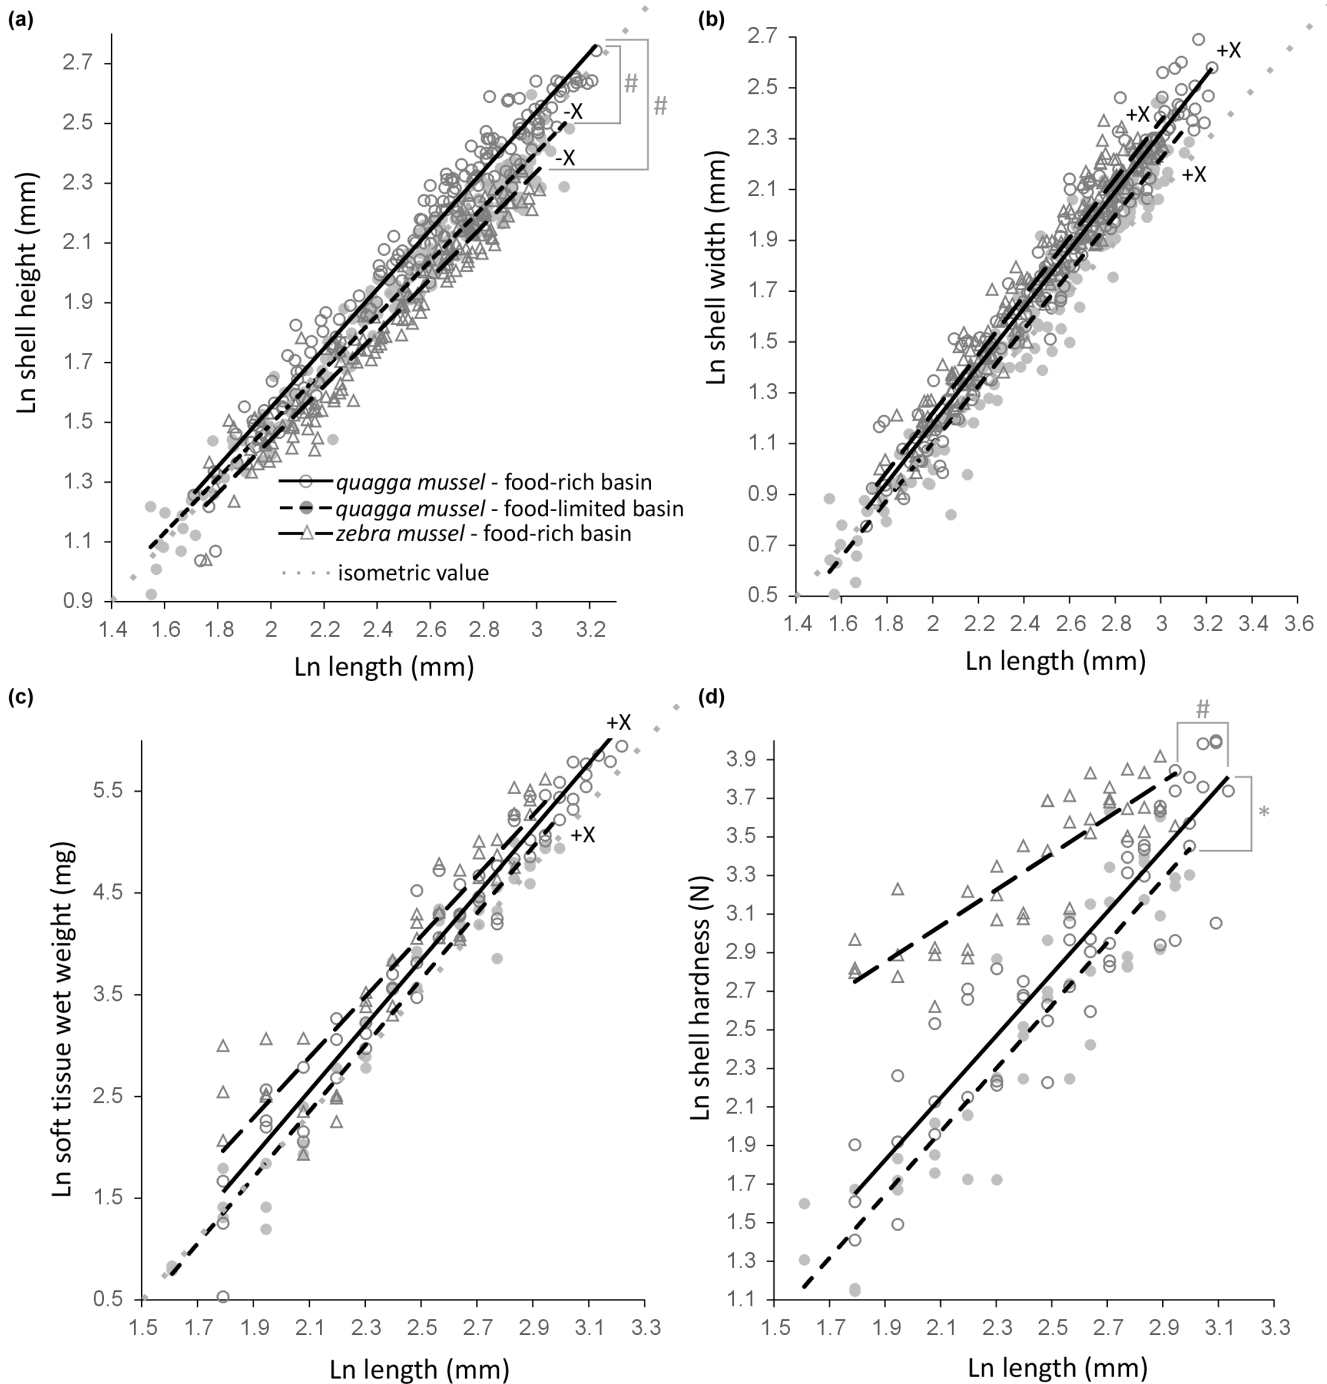 (a)
2.7
2.5
2.3
2.1
1.9
1.7
1.5
1.3
1.1
0.9
Ln shell height (mm)
1.4 1.6 1.8 2 2.2 2.4 2.6 2.8 3 3.2
Ln length (mm)
#
#
-X
-X
quagga mussel - food-rich basin
quagga mussel - food-limited basin
zebra mussel - food-rich basin
isometric value
(b)
2.7
2.5
2.3
2.1
1.9
1.7
1.5
1.3
1.1
0.9
0.7
0.5
Ln shell width (mm)
1.4 1.6 1.8 2 2.2 2.4 2.6 2.8 3 3.2 3.4 3.6
Ln length (mm)
+X
+X
+X
(c)
5.5
4.5
3.5
2.5
1.5
0.5
Ln soft tissue wet weight (mg)
1.5 1.7 1.9 2.1 2.3 2.5 2.7 2.9 3.1 3.3
Ln length (mm)
+X
+X
(d)
3.9
3.7
3.5
3.3
3.1
2.9
2.7
2.5
2.3
2.1
1.9
1.7
1.5
1.3
1.1
Ln shell hardness (N)
1.5 1.7 1.9 2.1 2.3 2.5 2.7 2.9 3.1 3.3
Ln length (mm)
#
*